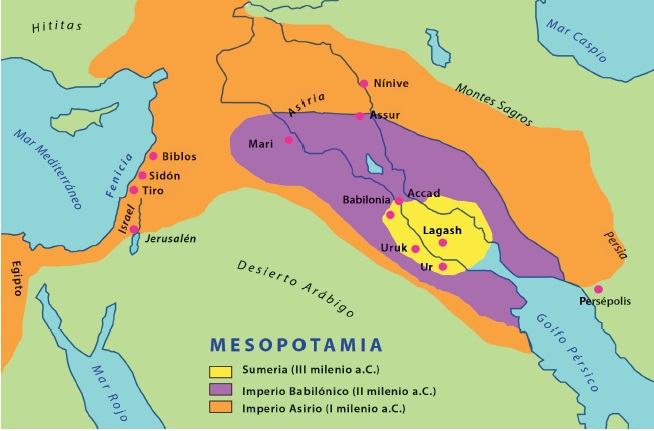 Hititas
Mar Caspio
Nínive
Asiria
Montes Sagros
Assur
Mar Mediterráneo
Fenicia
Biblos
Mari
Sidón
Tiro
Israel
Babilonia
Accad
Lagash
Jerusalén
Uruk
Ur
Persia
Egipto
Desierto Arábigo
Persépolis
Golfo Pérsico
Mar Rojo
MESOPOTAMIA
Sumeria (III milenio a.C.)
Imperio Babilónico (II milenio a.C.)
Imperio Asirio (I milenio a.C.)